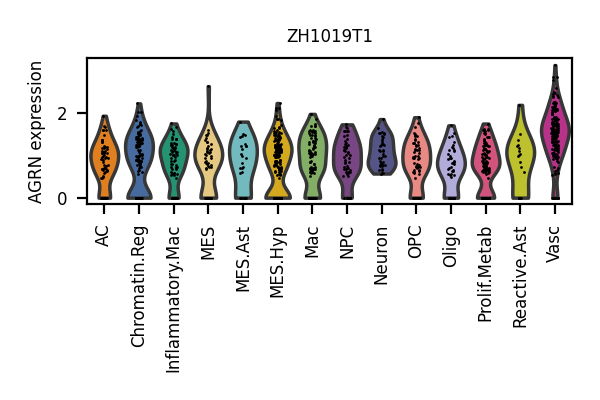 ZH1019T1
AGRN expression
2
0
AC
Chromatin.Reg
Inflammatory.Mac
MES
MES.Ast
MES.Hyp
Mac
NPC
Neuron
OPC
Oligo
Prolif.Metab
Reactive.Ast
Vasc